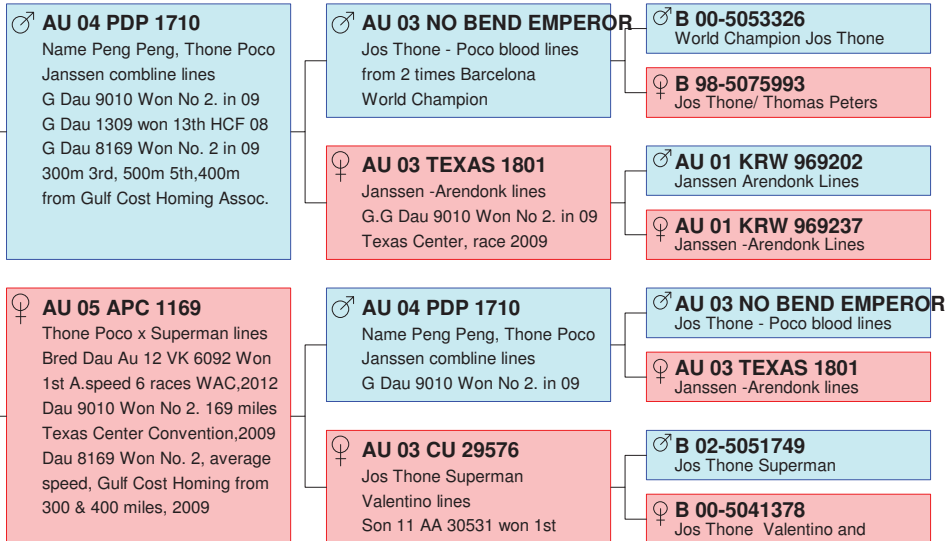 AU 04 PDP 1710
Name Peng Peng, Thone Poco
Janssen combline lines
G Dau 9010 Won No 2. in 09
G Dau 1309 won 13th HCF 08
G Dau 8169 Won No. 2 in 09
300m 3rd, 500m 5th,400m
from Gulf Cost Homing Assoc.
AU 05 APC 1169
Thone Poco x Superman lines
Bred Dau Au 12 VK 6092 Won
1st A.speed 6 races WAC,2012
Dau 9010 Won No 2. 169 miles
Texas Center Convention,2009
Dau 8169 Won No. 2, average
speed, Gulf Cost Homing from
300 & 400 miles, 2009
AU 03 NO BEND EMPEROR
Jos Thone - Poco blood lines
from 2 times Barcelona
World Champion
AU 03 TEXAS 1801
Janssen -Arendonk lines
G.G Dau 9010 Won No 2. in 09
Texas Center, race 2009
AU 04 PDP 1710
Name Peng Peng, Thone Poco
Janssen combline lines
G Dau 9010 Won No 2. in 09
AU 03 CU 29576
Jos Thone Superman
Valentino lines
Son 11 AA 30531 won 1st
B 00-5053326
World Champion Jos Thone
B 98-5075993
Jos Thone/ Thomas Peters
AU 01 KRW 969202
Janssen Arendonk Lines
AU 01 KRW 969237
Janssen -Arendonk Lines
AU 03 NO BEND EMPEROR
Jos Thone - Poco blood lines
AU 03 TEXAS 1801
Janssen -Arendonk lines
B 02-5051749
Jos Thone Superman
B 00-5041378
Jos Thone  Valentino and